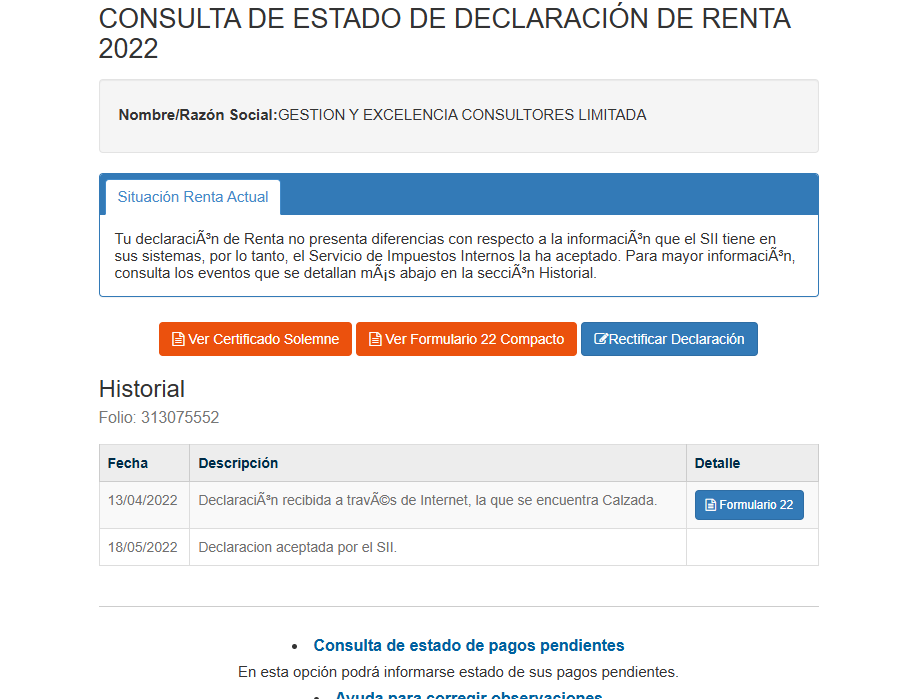 CONSULTA DE ESTADO DE DECLARACIÓN DE RENTA
2022
Nombre/Razón Social:GESTION Y EXCELENCIA CONSULTORES LIMITADA
Situación Renta Actual
Tu declaraciÃ³n de Renta no presenta diferencias con respecto a la informaciÃ³n que el SII tiene en
sus sistemas, por lo tanto, el Servicio de Impuestos Internos la ha aceptado. Para mayor informaciÃ³n,
consulta los eventos que se detallan mÃ¡s abajo en la secciÃ³n Historial.
Ver Certificado Solemne Ver Formulario 22 Compacto Rectificar Declaración
Historial
Folio: 313075552
Fecha Descripción Detalle
13/04/2022 DeclaraciÃ³n recibida a travÃ©s de Internet, la que se encuentra Calzada. Formulario 22
18/05/2022 Declaracion aceptada por el SII.
• Consulta de estado de pagos pendientes
En esta opción podrá informarse estado de sus pagos pendientes.
• Ayuda para corregir observaciones